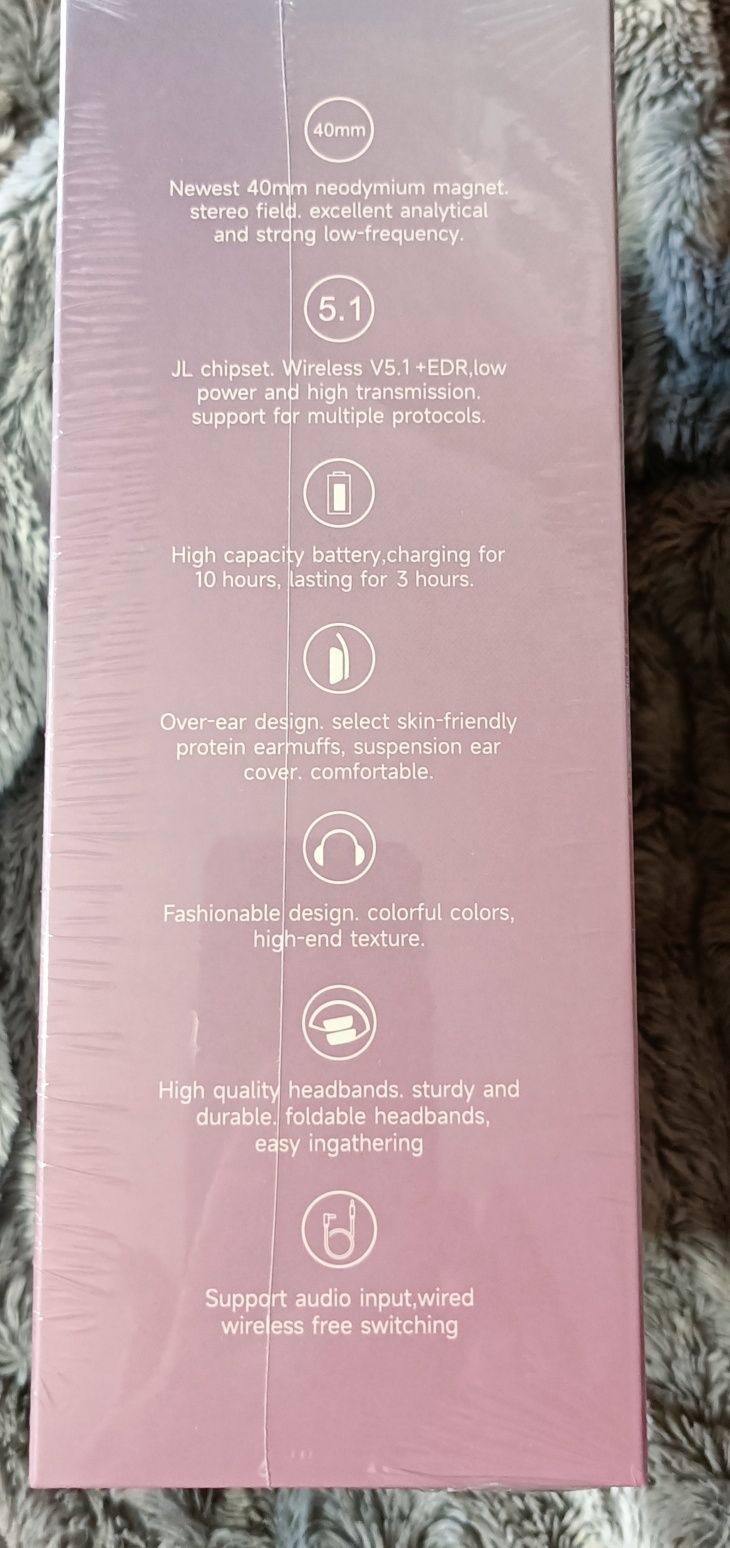 40mm
Newest 40mm neodymium magnet.
stereo field. excellent analytical
and strong low-frequency.
5.1
JL chipset. Wireless V5.1 +EDR,low
power and high transmission.
support for multiple protocols.
High capacity battery,charging for
10 hours, lasting for 3 hours.
Over-ear design. select skin-friendly
protein earmuffs, suspension ear
cover. comfortable.
Fashionable design. colorful colors,
high-end texture.
High quality headbands. sturdy and
durable. foldable headbands,
easy ingathering
Support audio input,wired
wireless free switching